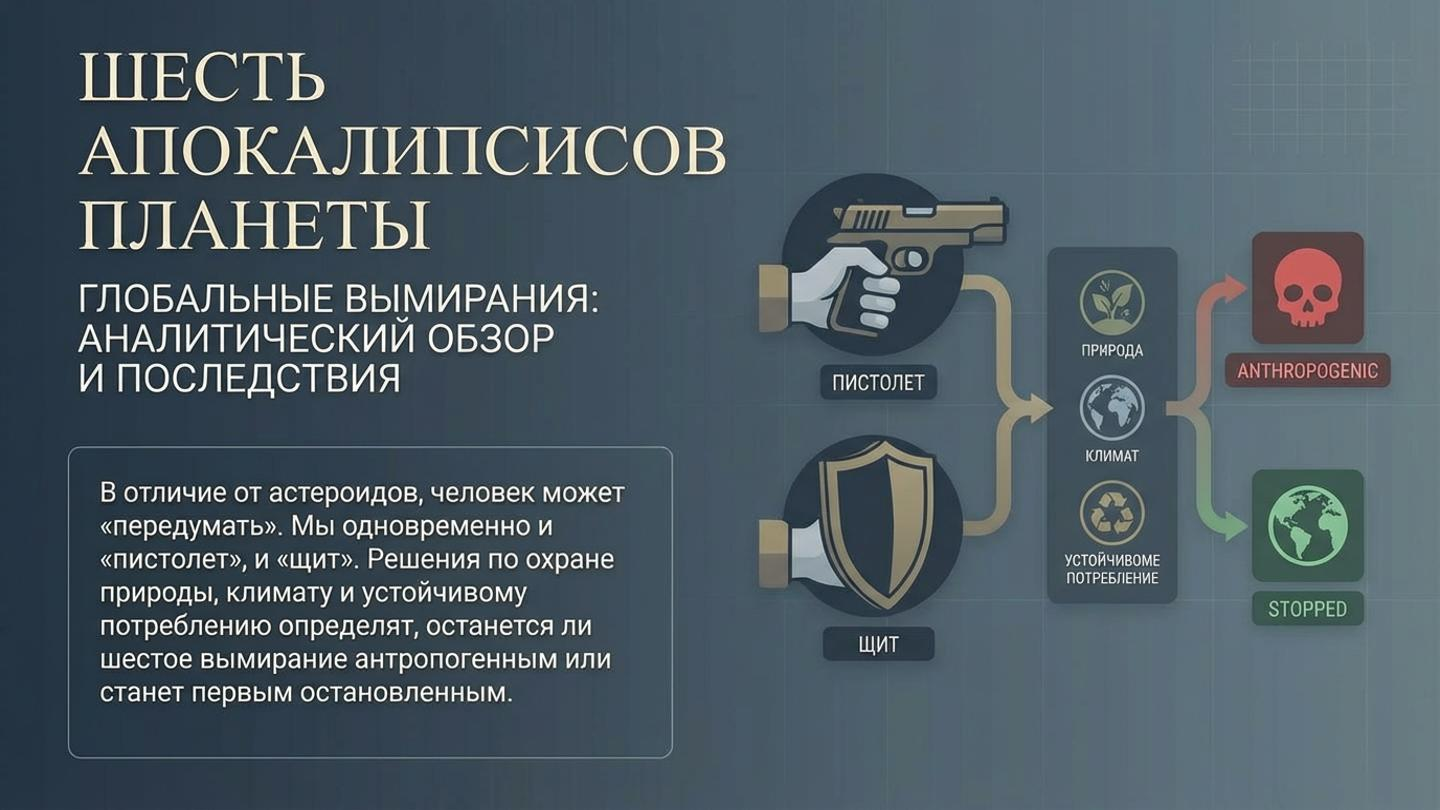 ШЕСТЬ
АПОКАЛИПСИСОВ
ПЛАНЕТЫ
ГЛОБАЛЬНЫЕ ВЫМИРАНИЯ:
АНАЛИТИЧЕСКИЙ ОБЗОР
И ПОСЛЕДСТВИЯ
В отличие от астероидов, человек может
«передумать». Мы одновременно и
«пистолет», и «щит». Решения по охране
природы, климату и устойчивому
потреблению определят, останется ли
шестое вымирание антропогенным или
станет первым остановленным.
ПИСТОЛЕТ
ЩИТ
ПРИРОДА
КЛИМАТ
УСТОЙЧИВОМЕ
ПОТРЕБЛЕНИЕ
ANTHROPOGENIC
STOPPED